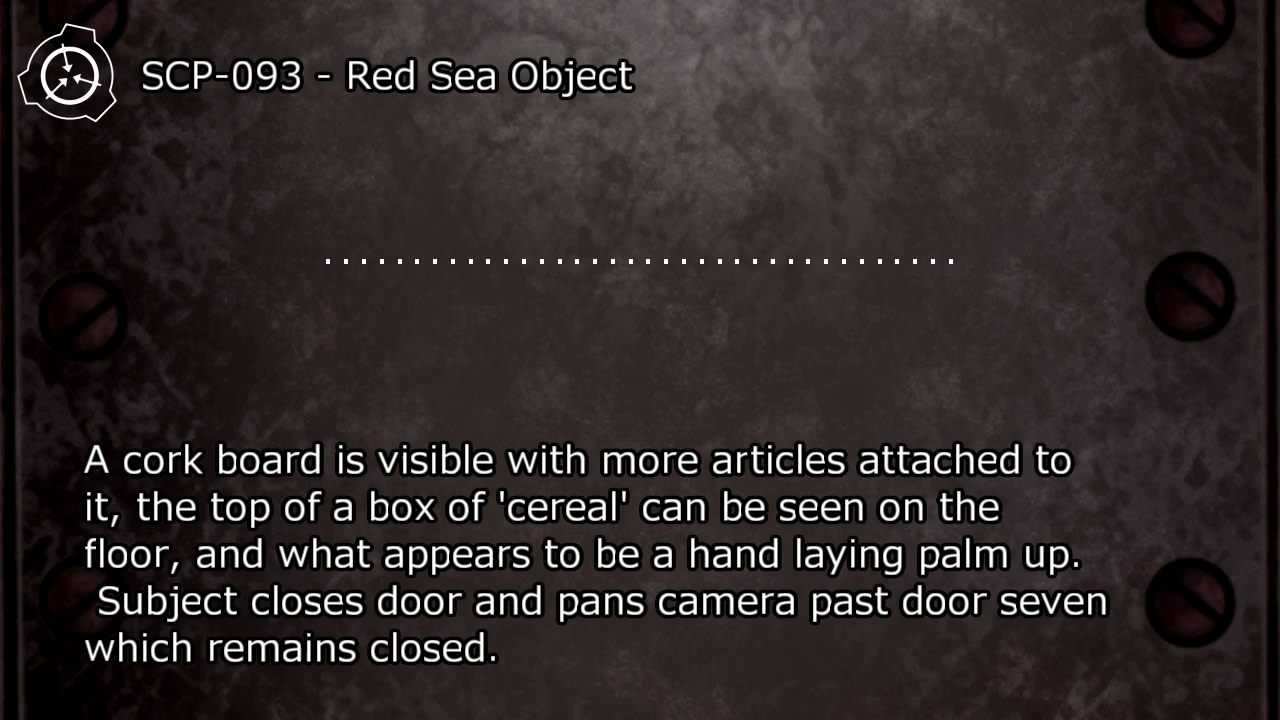 SCP-093 - Red Sea Object
....................................
A cork board is visible with more articles attached to
it, the top of a box of 'cereal' can be seen on the
floor, and what appears to be a hand laying palm up.
Subject closes door and pans camera past door seven
which remains closed.